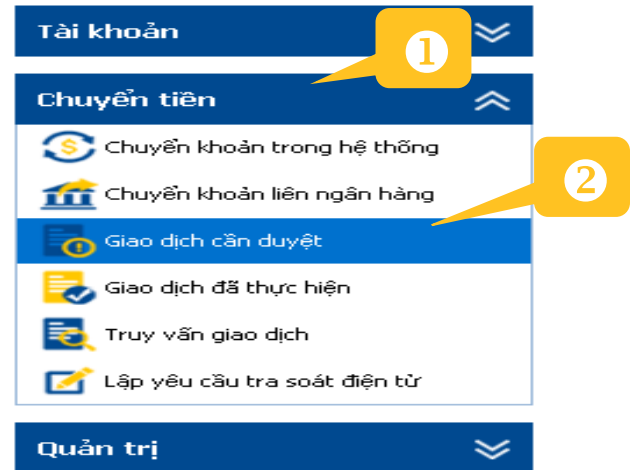 Tài khoản
1
Chuyển tiền
Chuyển khoản trong hệ thống
2
Chuyển khoản liên ngân hàng
Giao dịch cần duyệt
Giao dịch đã thực hiện
Truy vấn giao dịch
Lập yêu cầu tra soát điện tử
Quản trị